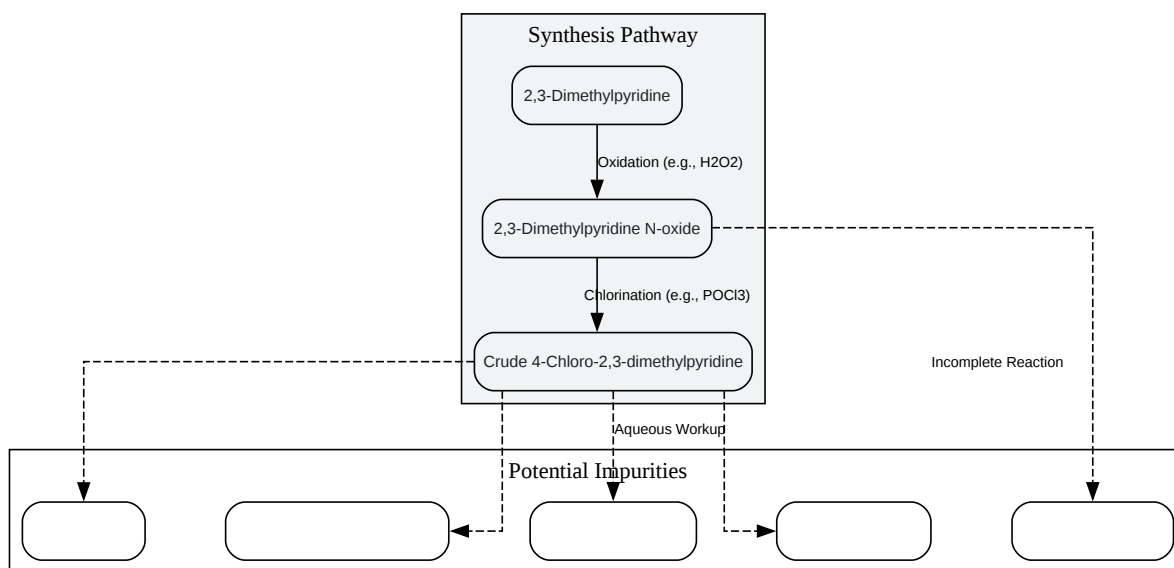 Synthesis Pathway
2,3-Dimethylpyridine
Oxidation (e.g., H2O2)
2,3-Dimethylpyridine N-oxide
Chlorination (e.g., POCl3)
Crude 4-Chloro-2,3-dimethylpyridine
Incomplete Reaction
Aqueous Workup
Potential Impurities